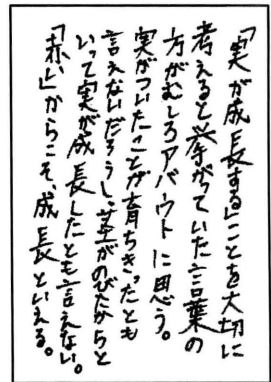 「実が成長する」ことを大切に
考えると挙がっていた言葉の
方がむしろアバウトに思う。
実がついたことが育ちきったとも
言えないだろうし、茎がのびたからと
いって実が成長したとも言えない。
「赤い」からこそ、成長といえる。